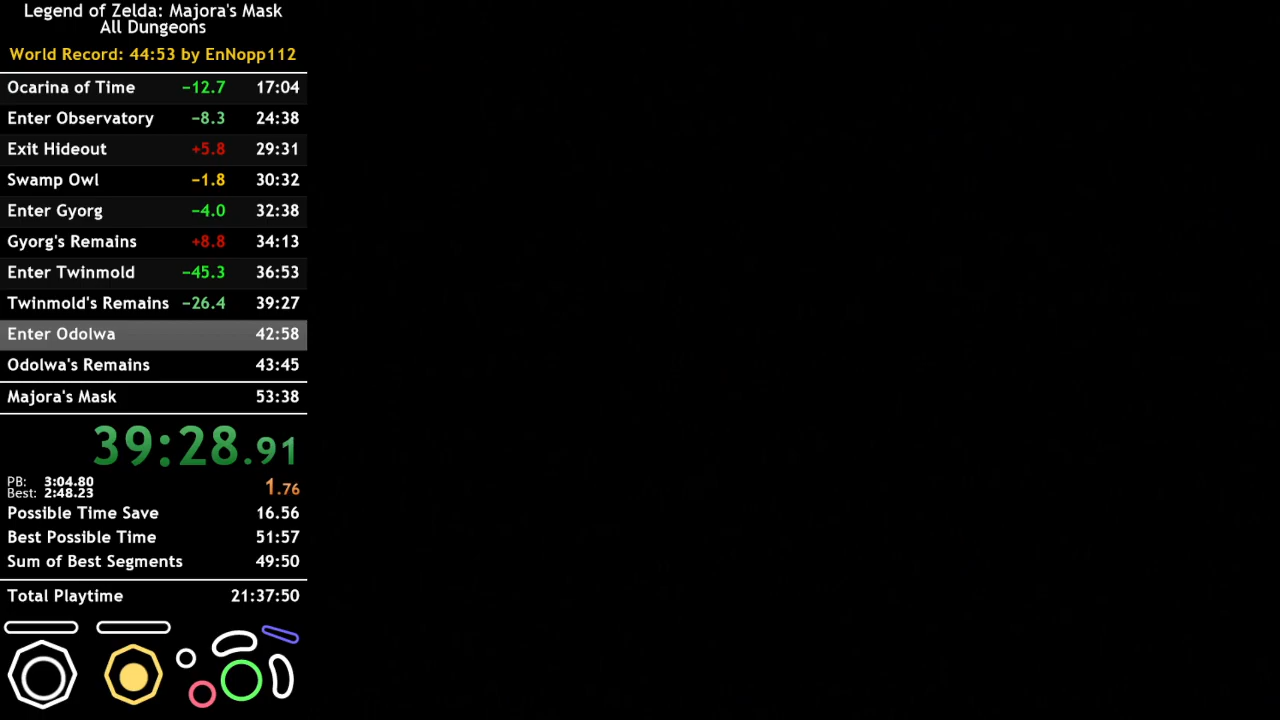 Legend of Zelda: Majora's Mask
All Dungeons
World Record: 44:53 by EnNopp112
Ocarina of Time −12.7 17:04
Enter Observatory −8.3 24:38
Exit Hideout +5.8 29:31
Swamp Owl −1.8 30:32
Enter Gyorg −4.0 32:38
Gyorg's Remains +8.8 34:13
Enter Twinmold −45.3 36:53
Twinmold's Remains −26.4 39:27
Enter Odolwa 42:58
Odolwa's Remains 43:45
Majora's Mask 53:38
39:28.91
PB: 3:04.80
Best: 2:48.23 1.76
Possible Time Save 16.56
Best Possible Time 51:57
Sum of Best Segments 49:50
Total Playtime 21:37:50